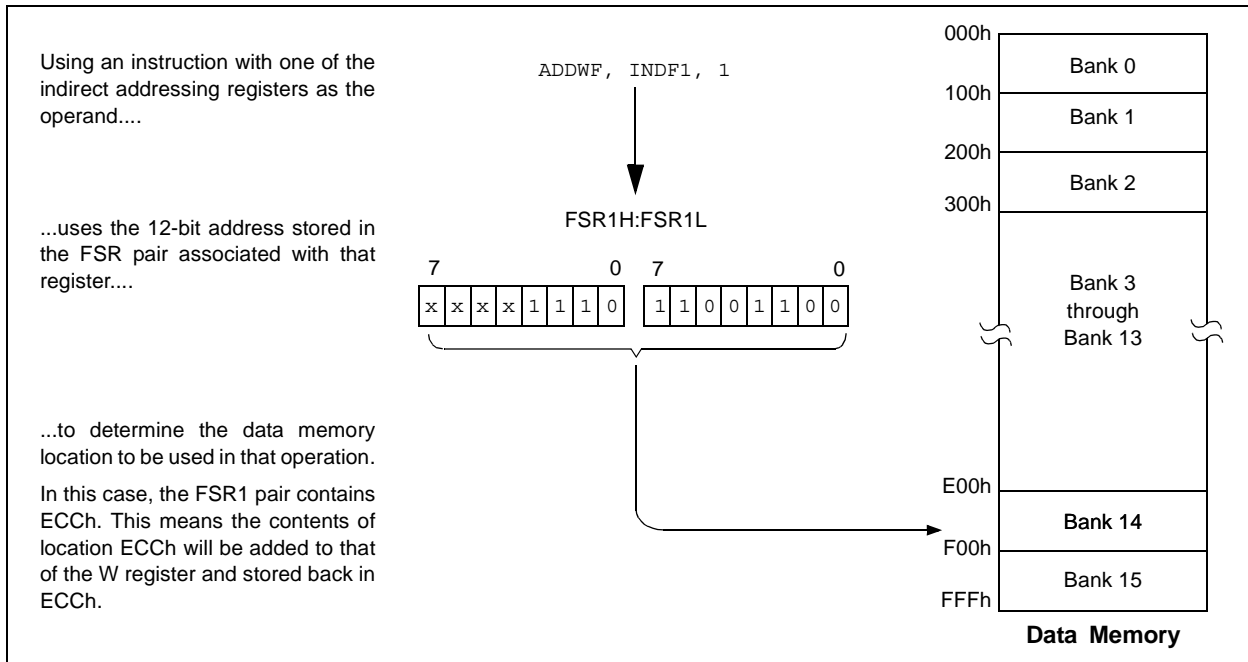 Using an instruction with one of the
indirect addressing registers as the
operand....
ADDWF, INDF1, 1
...uses the 12-bit address stored in
the FSR pair associated with that
register....
FSR1H:FSR1L
7 0 7 0
x x x x 1 1 1 0 1 1 0 0 1 1 0 0
...to determine the data memory
location to be used in that operation.
In this case, the FSR1 pair contains
ECCh. This means the contents of
location ECCh will be added to that
of the W register and stored back in
ECCh.
000h
Bank 0
100h
Bank 1
200h
Bank 2
300h
Bank 3
through
Bank 13
E00h
Bank 14
F00h
Bank 15
FFFh
Data Memory